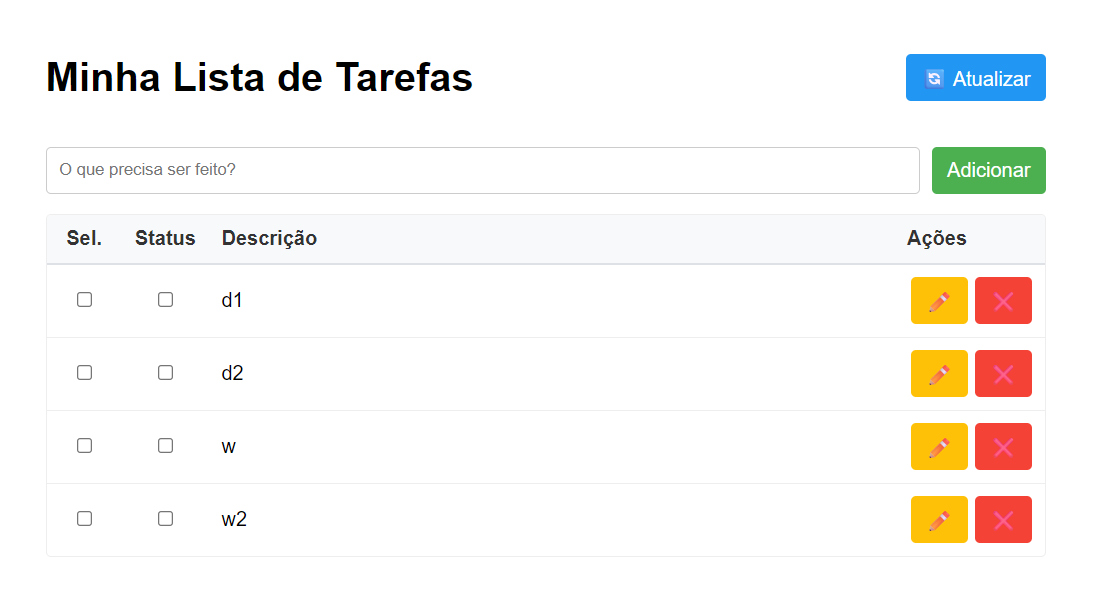 Minha Lista de Tarefas
Atualizar
O que precisa ser feito?
Adicionar
Sel. Status Descrição Ações
d1
d2
w
w2